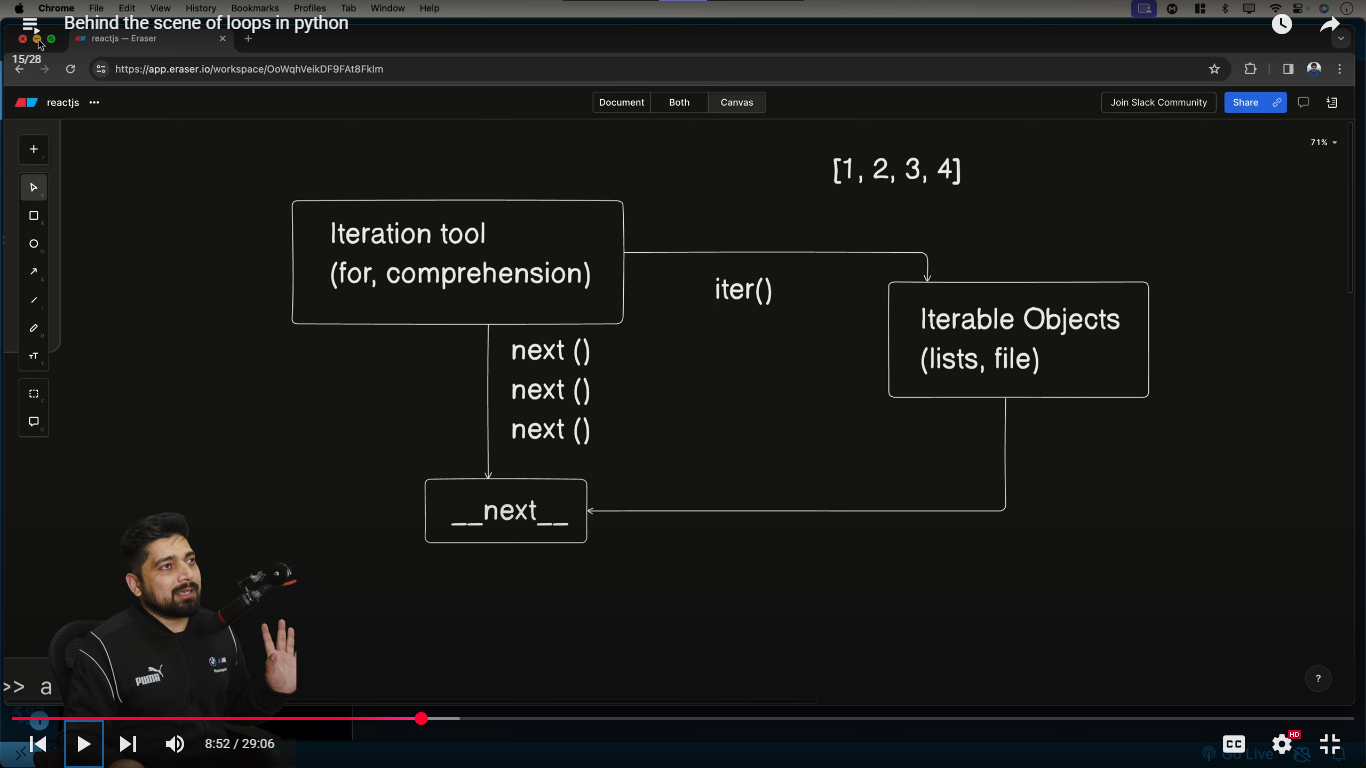 Chrome File Edit View History Bookmarks Profiles Tab Window Help
Behind the scene of loops in python
reactjs — Eraser
15/28
https://app.eraser.io/workspace/OoWqhVeikDF9FAt8FkIm
reactjs
Document Both Canvas
Join Slack Community
Share
71%
[1, 2, 3, 4]
Iteration tool
(for, comprehension)
iter()
Iterable Objects
(lists, file)
next ()
next ()
next ()
__next__
PUMA
>> a
?
8:52 / 29:06
CC
HD
Go Live